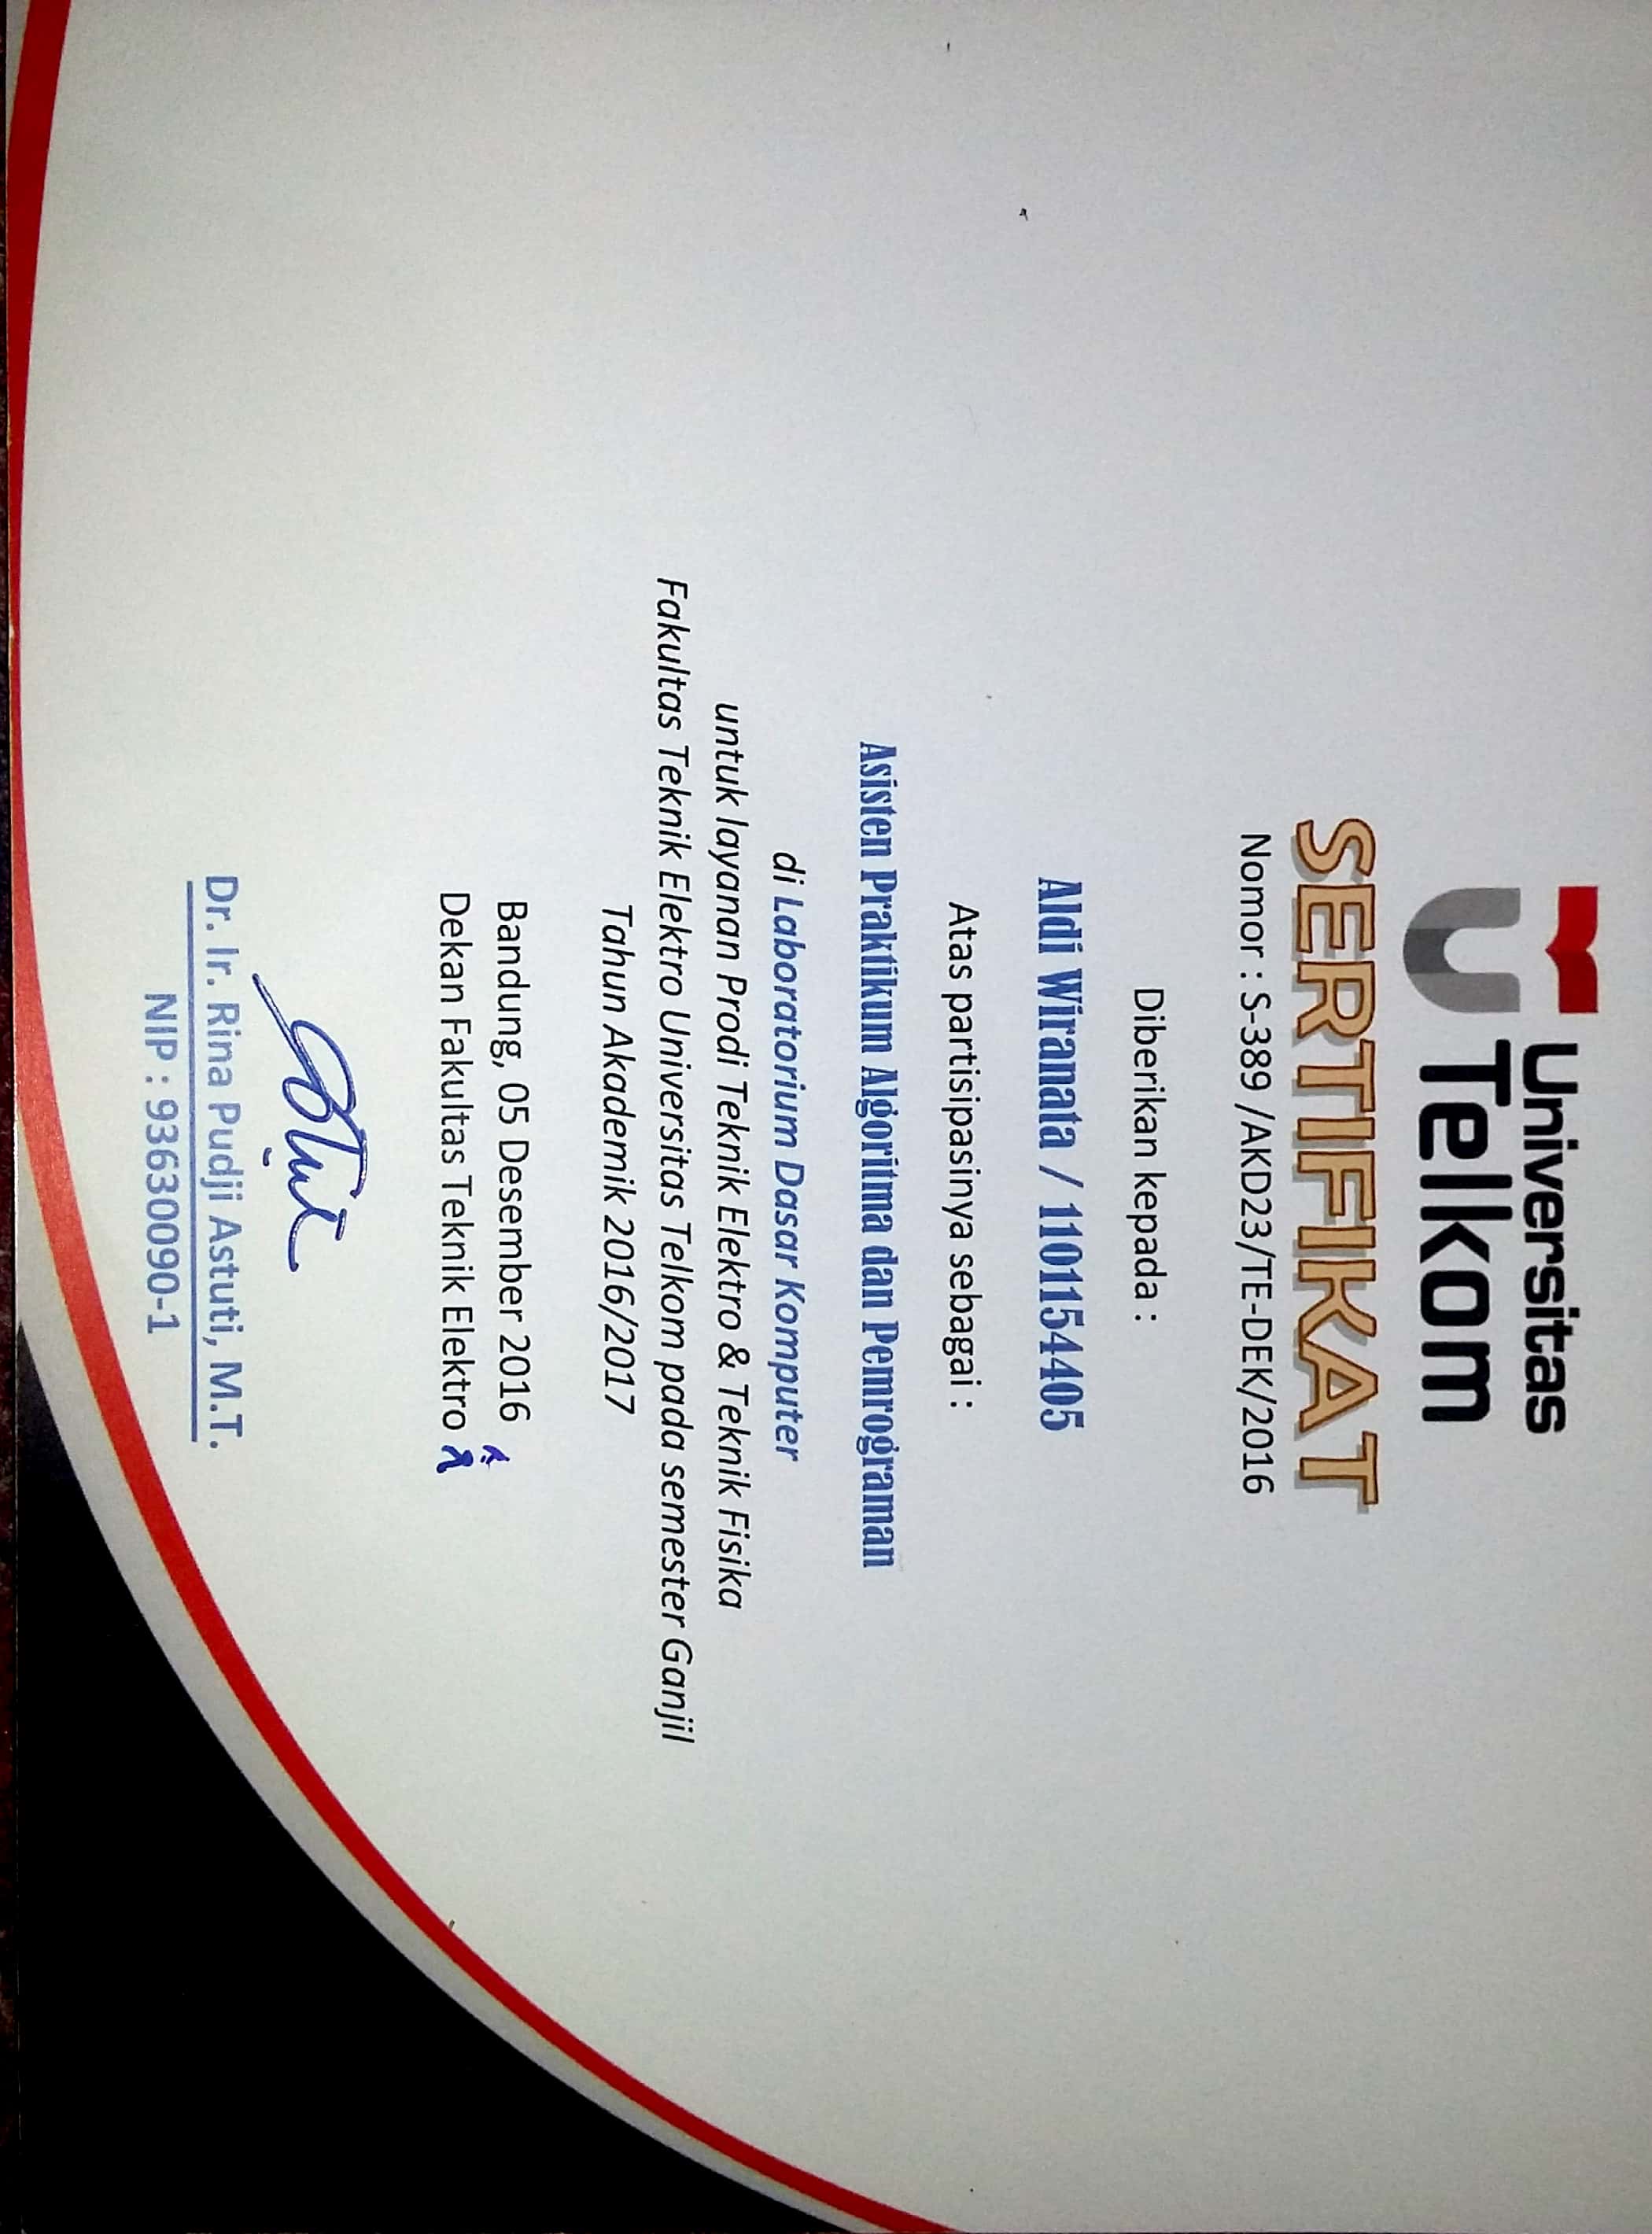 Universitas
Telkom
SERTIFIKAT
Nomor : S-389 /AKD23/TE-DEK/2016
Diberikan kepada :
Aldi Wiranata / 1101154405
Atas partisipasinya sebagai :
Asisten Praktikum Algoritma dan Pemrograman
di Laboratorium Dasar Komputer
untuk layanan Prodi Teknik Elektro & Teknik Fisika
Fakultas Teknik Elektro Universitas Telkom pada semester Ganjil
Tahun Akademik 2016/2017
Bandung, 05 Desember 2016
Dekan Fakultas Teknik Elektro
Dr. Ir. Rina Pudji Astuti, M.T.
NIP : 93630090-1